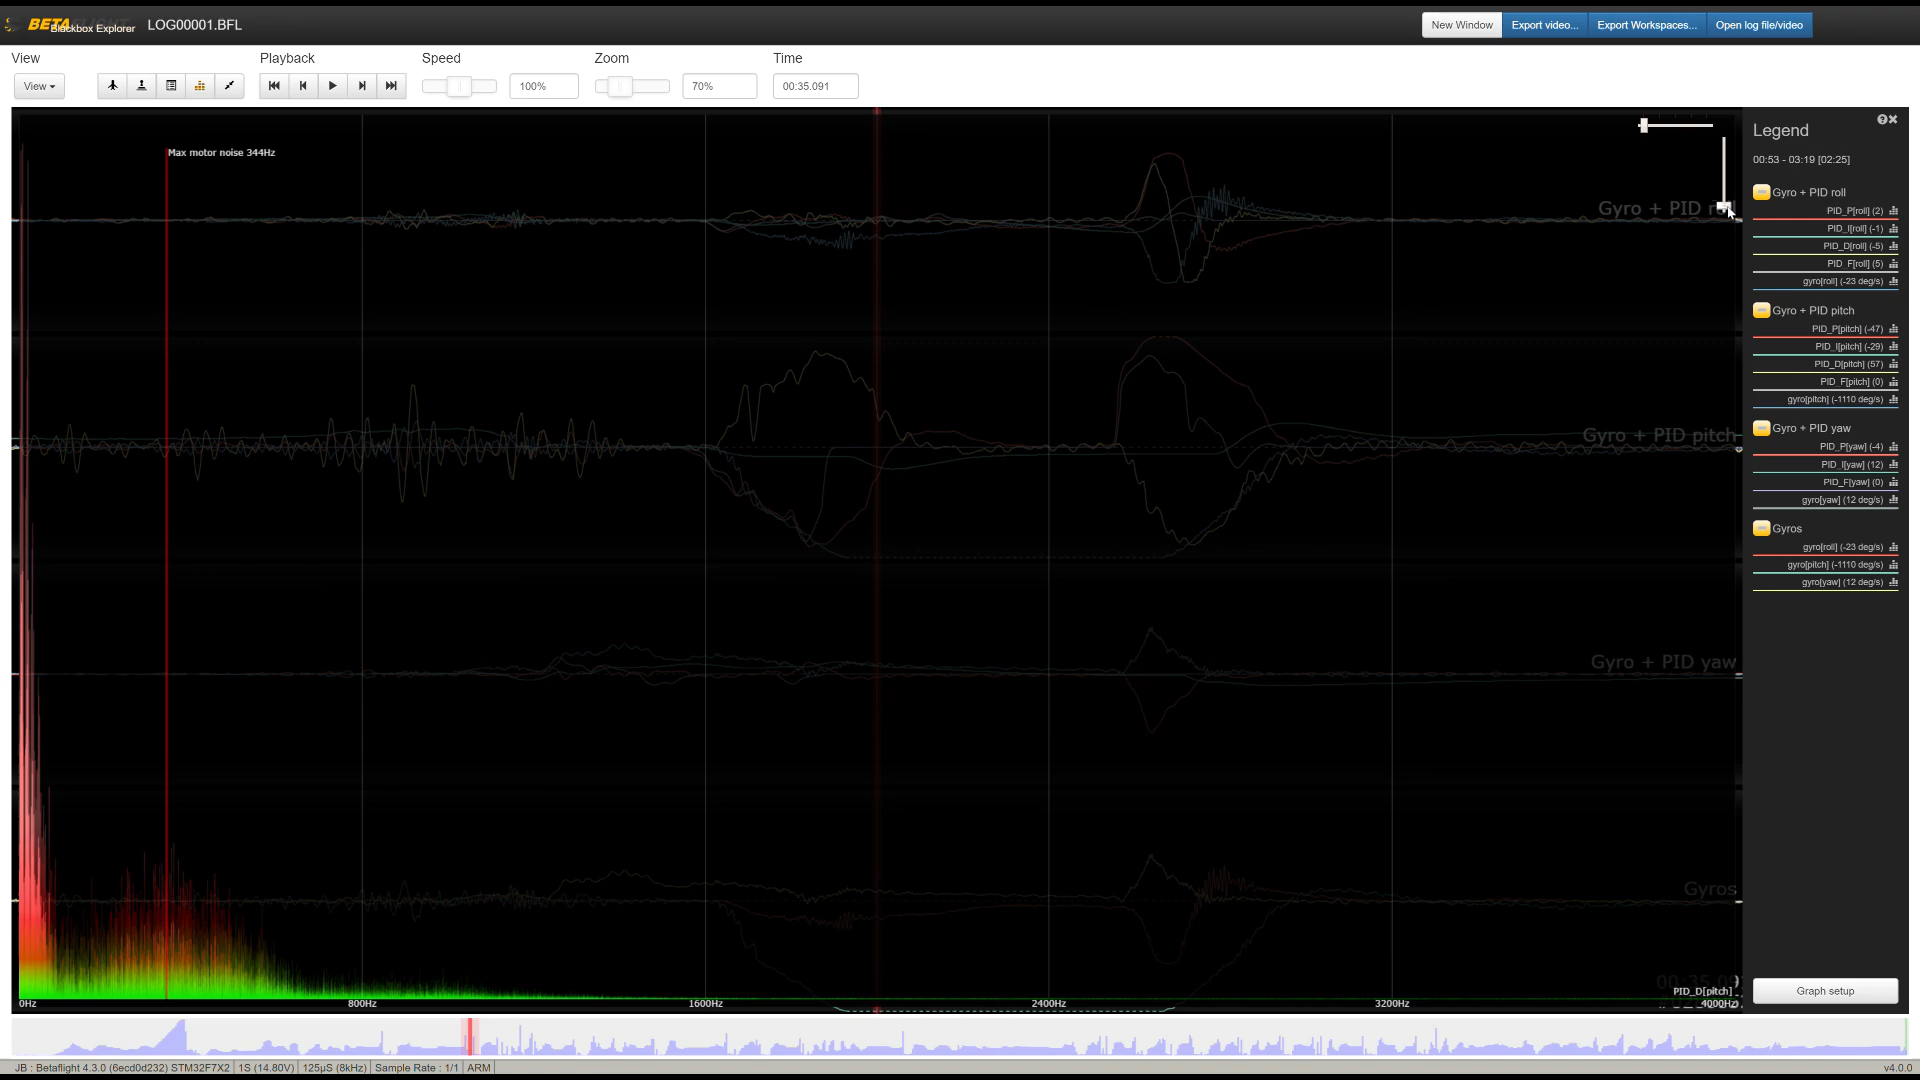 BETAFLIGHT
Blackbox Explorer
LOG00001.BFL
New Window
Export video...
Export Workspaces...
Open log file/video
View
Playback
Speed
Zoom
Time
View
100%
70%
00:35.091
Max motor noise 344Hz
Gyro + PID roll
Gyro + PID pitch
Gyro + PID yaw
Gyros
PID_D[pitch]
0Hz
800Hz
1600Hz
2400Hz
3200Hz
4000Hz
Legend
00:53 - 03:19 [02:25]
Gyro + PID roll
PID_P[roll] (2)
PID_I[roll] (-1)
PID_D[roll] (-5)
PID_F[roll] (5)
gyro[roll] (-23 deg/s)
Gyro + PID pitch
PID_P[pitch] (-47)
PID_I[pitch] (-29)
PID_D[pitch] (57)
PID_F[pitch] (0)
gyro[pitch] (-1110 deg/s)
Gyro + PID yaw
PID_P[yaw] (-4)
PID_I[yaw] (12)
PID_F[yaw] (0)
gyro[yaw] (12 deg/s)
Gyros
gyro[roll] (-23 deg/s)
gyro[pitch] (-1110 deg/s)
gyro[yaw] (12 deg/s)
Graph setup
JB : Betaflight 4.3.0 (6ecd0d232) STM32F7X2
1S (14.80V)
125µS (8kHz)
Sample Rate : 1/1
ARM
v4.0.0